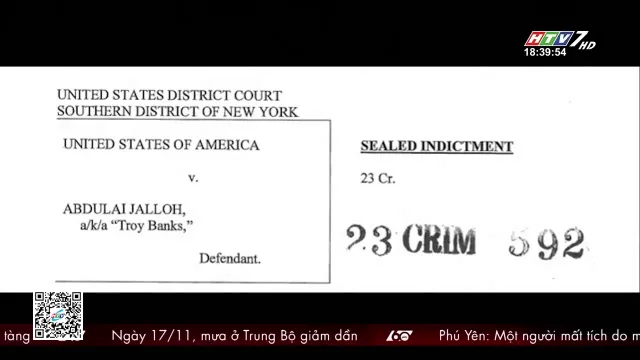 HTV7 HD
18:39:54
UNITED STATES DISTRICT COURT
SOUTHERN DISTRICT OF NEW YORK
UNITED STATES OF AMERICA
v.
ABDULAI JALLOH,
a/k/a “Troy Banks,”
Defendant.
SEALED INDICTMENT
23 Cr.
23 CRIM 592
tàng
Ngày 17/11, mưa ở Trung Bộ giảm dần
60
Phú Yên: Một người mất tích do m